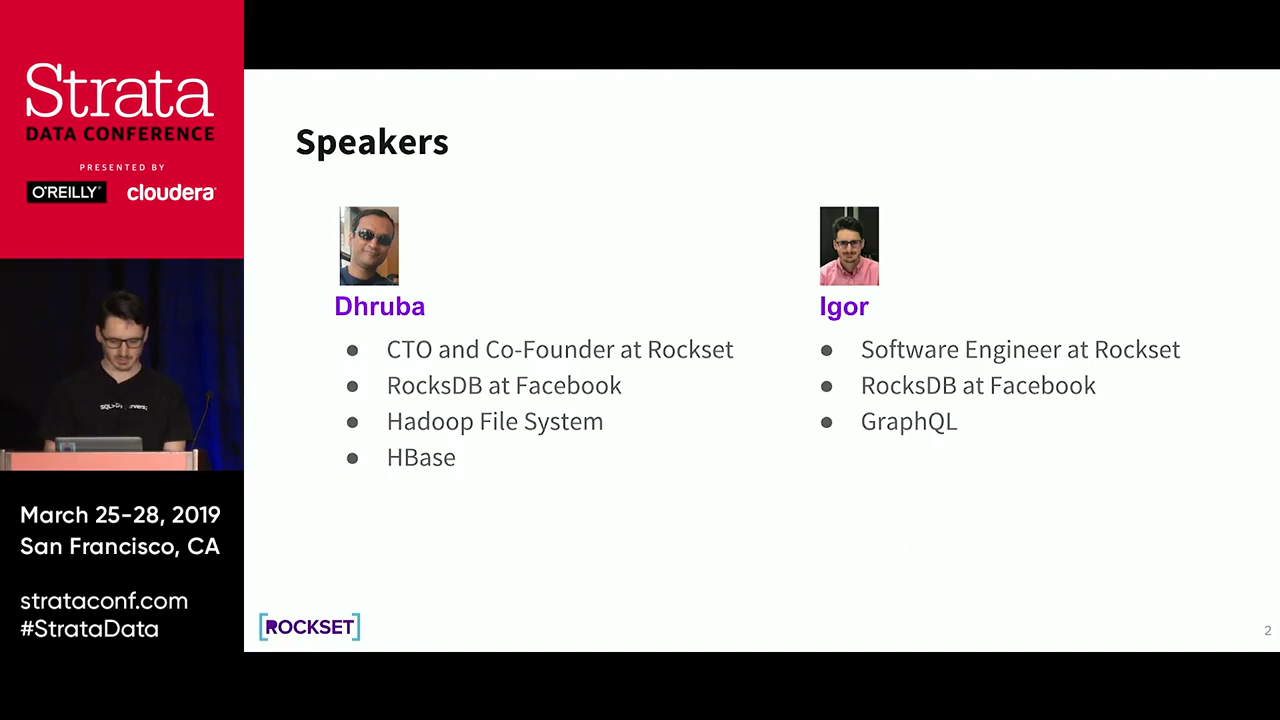 Strata
DATA CONFERENCE
PRESENTED BY
O'REILLY®
cloudera
March 25-28, 2019
San Francisco, CA
strataconf.com
#StrataData
Speakers
Dhruba
● CTO and Co-Founder at Rockset
● RocksDB at Facebook
● Hadoop File System
● HBase
Igor
● Software Engineer at Rockset
● RocksDB at Facebook
● GraphQL
[ROCKSET]
2